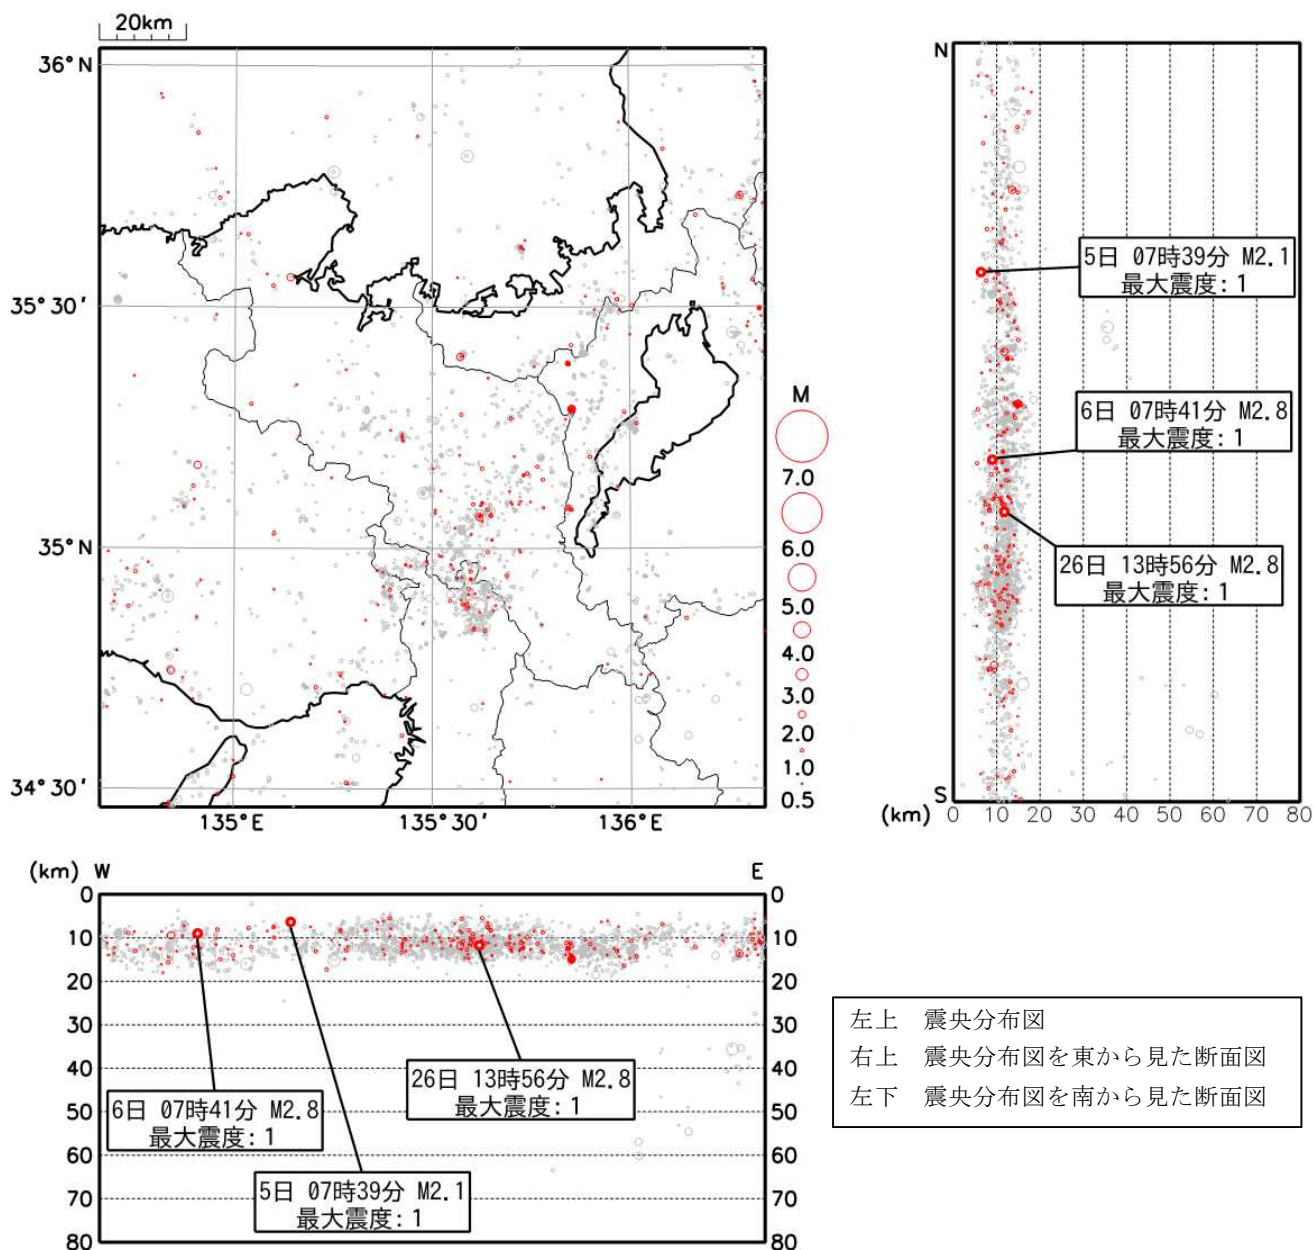 20km
36°N
35°30′
35°N
34°30′
135°E
135°30′
136°E
M
7.0
6.0
5.0
4.0
3.0
2.0
1.0
0.5
N
S
5日 07時39分 M2.1
最大震度:1
6日 07時41分 M2.8
最大震度:1
26日 13時56分 M2.8
最大震度:1
(km)
0 10 20 30 40 50 60 70 80
(km) W
E
0
10
20
30
40
50
60
70
80
0
10
20
30
40
50
60
70
80
26日 13時56分 M2.8
最大震度:1
6日 07時41分 M2.8
最大震度:1
5日 07時39分 M2.1
最大震度:1
左上　震央分布図
右上　震央分布図を東から見た断面図
左下　震央分布図を南から見た断面図